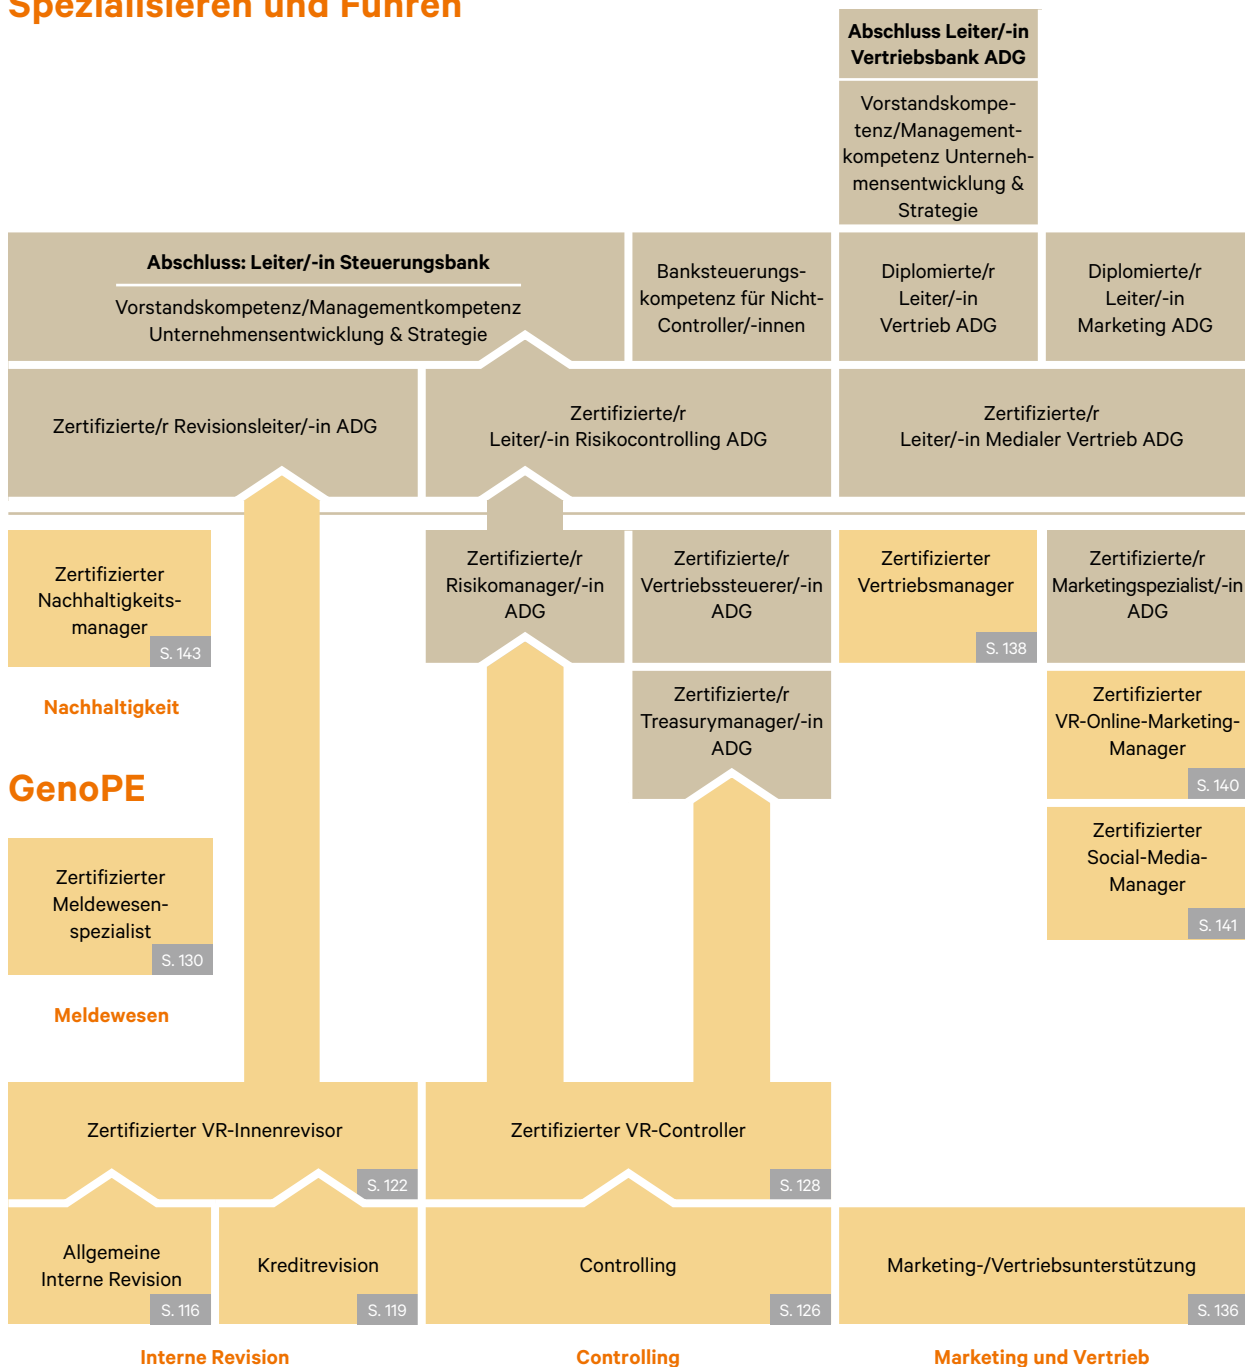 Spezialisieren und Führen
Abschluss Leiter/-in
Vertriebsbank ADG
Vorstandskompe-
tenz/Management-
kompetenz Unterneh-
mensentwicklung &
Strategie
Abschluss: Leiter/-in Steuerungsbank
Vorstandskompetenz/Managementkompetenz
Unternehmensentwicklung & Strategie
Banksteuerungs-
kompetenz für Nicht-
Controller/-innen
Diplomierte/r
Leiter/-in
Vertrieb ADG
Diplomierte/r
Leiter/-in
Marketing ADG
Zertifizierte/r Revisionsleiter/-in ADG
Zertifizierte/r
Leiter/-in Risikocontrolling ADG
Zertifizierte/r
Leiter/-in Medialer Vertrieb ADG
Zertifizierter
Nachhaltigkeits-
manager
S. 143
Nachhaltigkeit
Zertifizierte/r
Risikomanager/-in
ADG
Zertifizierte/r
Vertriebssteuerer/-in
ADG
Zertifizierter
Vertriebsmanager
S. 138
Zertifizierte/r
Marketingspezialist/-in
ADG
Zertifizierte/r
Treasurymanager/-in
ADG
Zertifizierter
VR-Online-Marketing-
Manager
S. 140
GenoPE
Zertifizierter
Social-Media-
Manager
S. 141
Zertifizierter
Meldewesen-
spezialist
S. 130
Meldewesen
Zertifizierter VR-Innenrevisor
S. 122
Zertifizierter VR-Controller
S. 128
Allgemeine
Interne Revision
S. 116
Kreditrevision
S. 119
Controlling
S. 126
Marketing-/Vertriebsunterstützung
S. 136
Interne Revision
Controlling
Marketing und Vertrieb